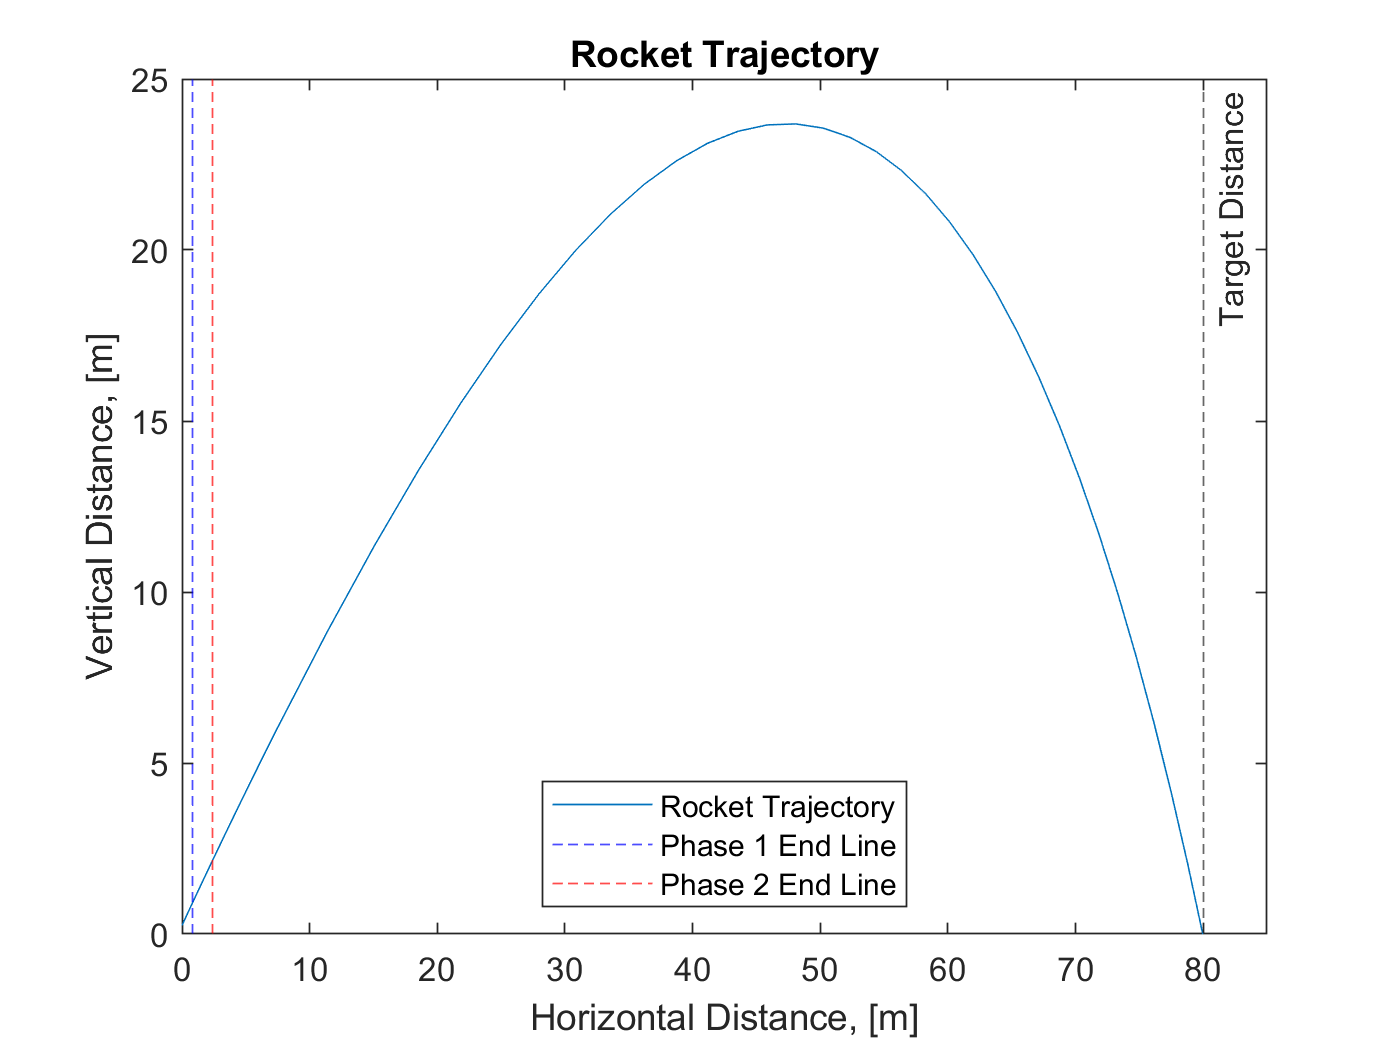 Rocket Trajectory
25
20
15
10
5
0
Vertical Distance, [m]
Target Distance
Rocket Trajectory
Phase 1 End Line
Phase 2 End Line
0 10 20 30 40 50 60 70 80
Horizontal Distance, [m]